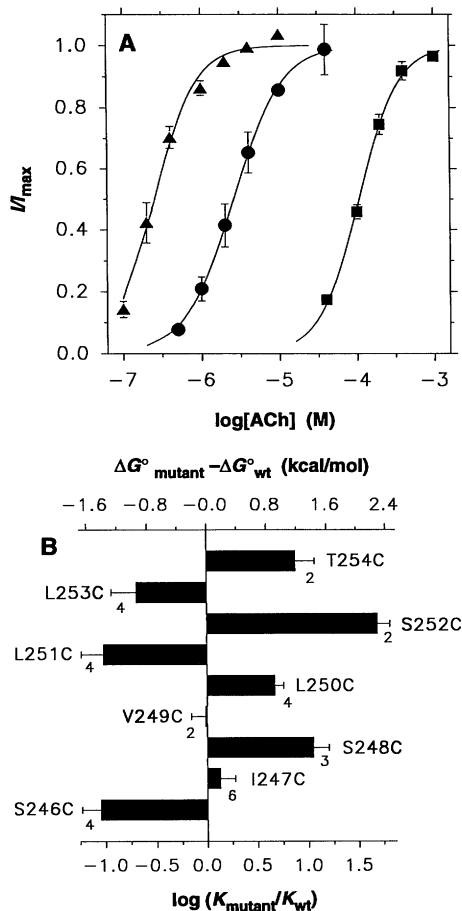 A
1.0
0.8
0.6
0.4
0.2
0.0
I/Imax
−7 −6 −5 −4 −3
log[ACh] (M)
ΔG°mutant−ΔG°wt (kcal/mol)
−1.6 −0.8 −0.0 0.8 1.6 2.4
B
T254C
2
L253C
4
S252C
2
L251C
4
L250C
4
V249C
2
S248C
3
I247C
6
S246C
4
−1.0 −0.5 0.0 0.5 1.0 1.5
log (Kmutant/Kwt)